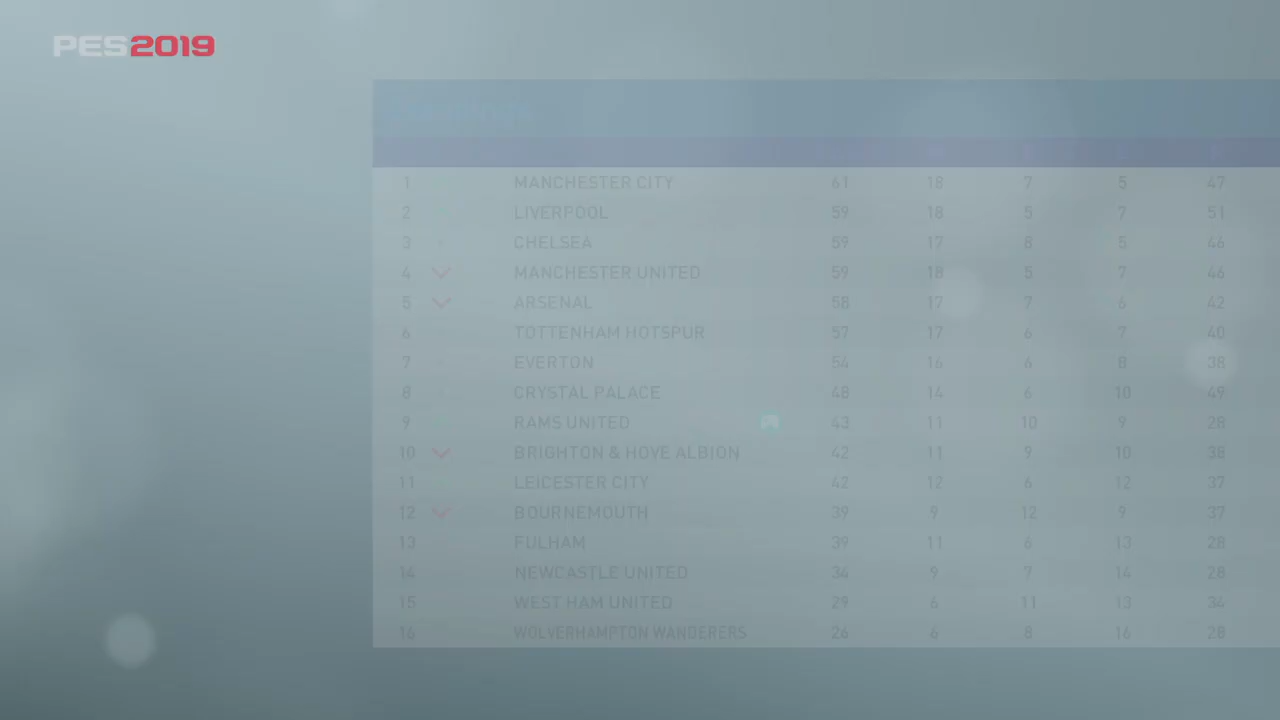 PES2019
1 MANCHESTER CITY 61 18 7 5 47
2 LIVERPOOL 59 18 5 7 51
3 CHELSEA 59 17 8 5 46
4 MANCHESTER UNITED 59 18 5 7 46
5 ARSENAL 58 17 7 6 42
6 TOTTENHAM HOTSPUR 57 17 6 7 40
7 EVERTON 54 16 6 8 38
8 CRYSTAL PALACE 48 14 6 10 49
9 RAMS UNITED 43 11 10 9 28
10 BRIGHTON & HOVE ALBION 42 11 9 10 38
11 LEICESTER CITY 42 12 6 12 37
12 BOURNEMOUTH 39 9 12 9 37
13 FULHAM 39 11 6 13 28
14 NEWCASTLE UNITED 34 9 7 14 28
15 WEST HAM UNITED 29 6 11 13 34
16 WOLVERHAMPTON WANDERERS 26 6 8 16 28